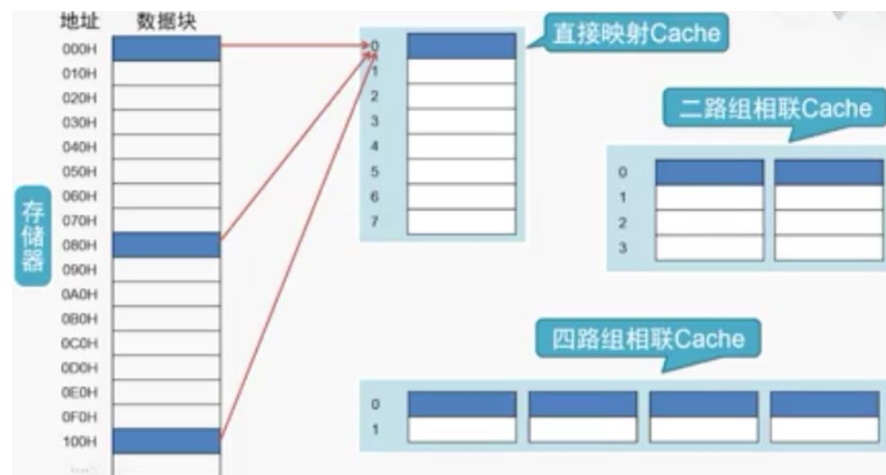 地址 数据块
000H
010H
020H
030H
040H
050H
060H
070H
080H
090H
0A0H
0B0H
0C0H
0D0H
0E0H
0F0H
100H
存储器
0
1
2
3
4
5
6
7
直接映射Cache
二路组相联Cache
0
1
2
3
四路组相联Cache
0
1